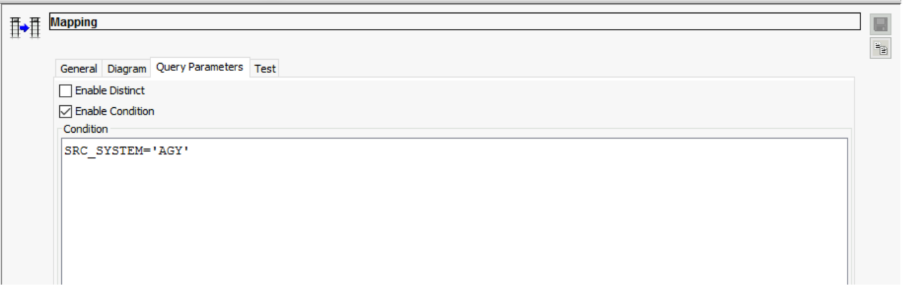 Mapping
General Diagram Query Parameters Test
Enable Distinct
Enable Condition
Condition
SRC_SYSTEM='AGY'